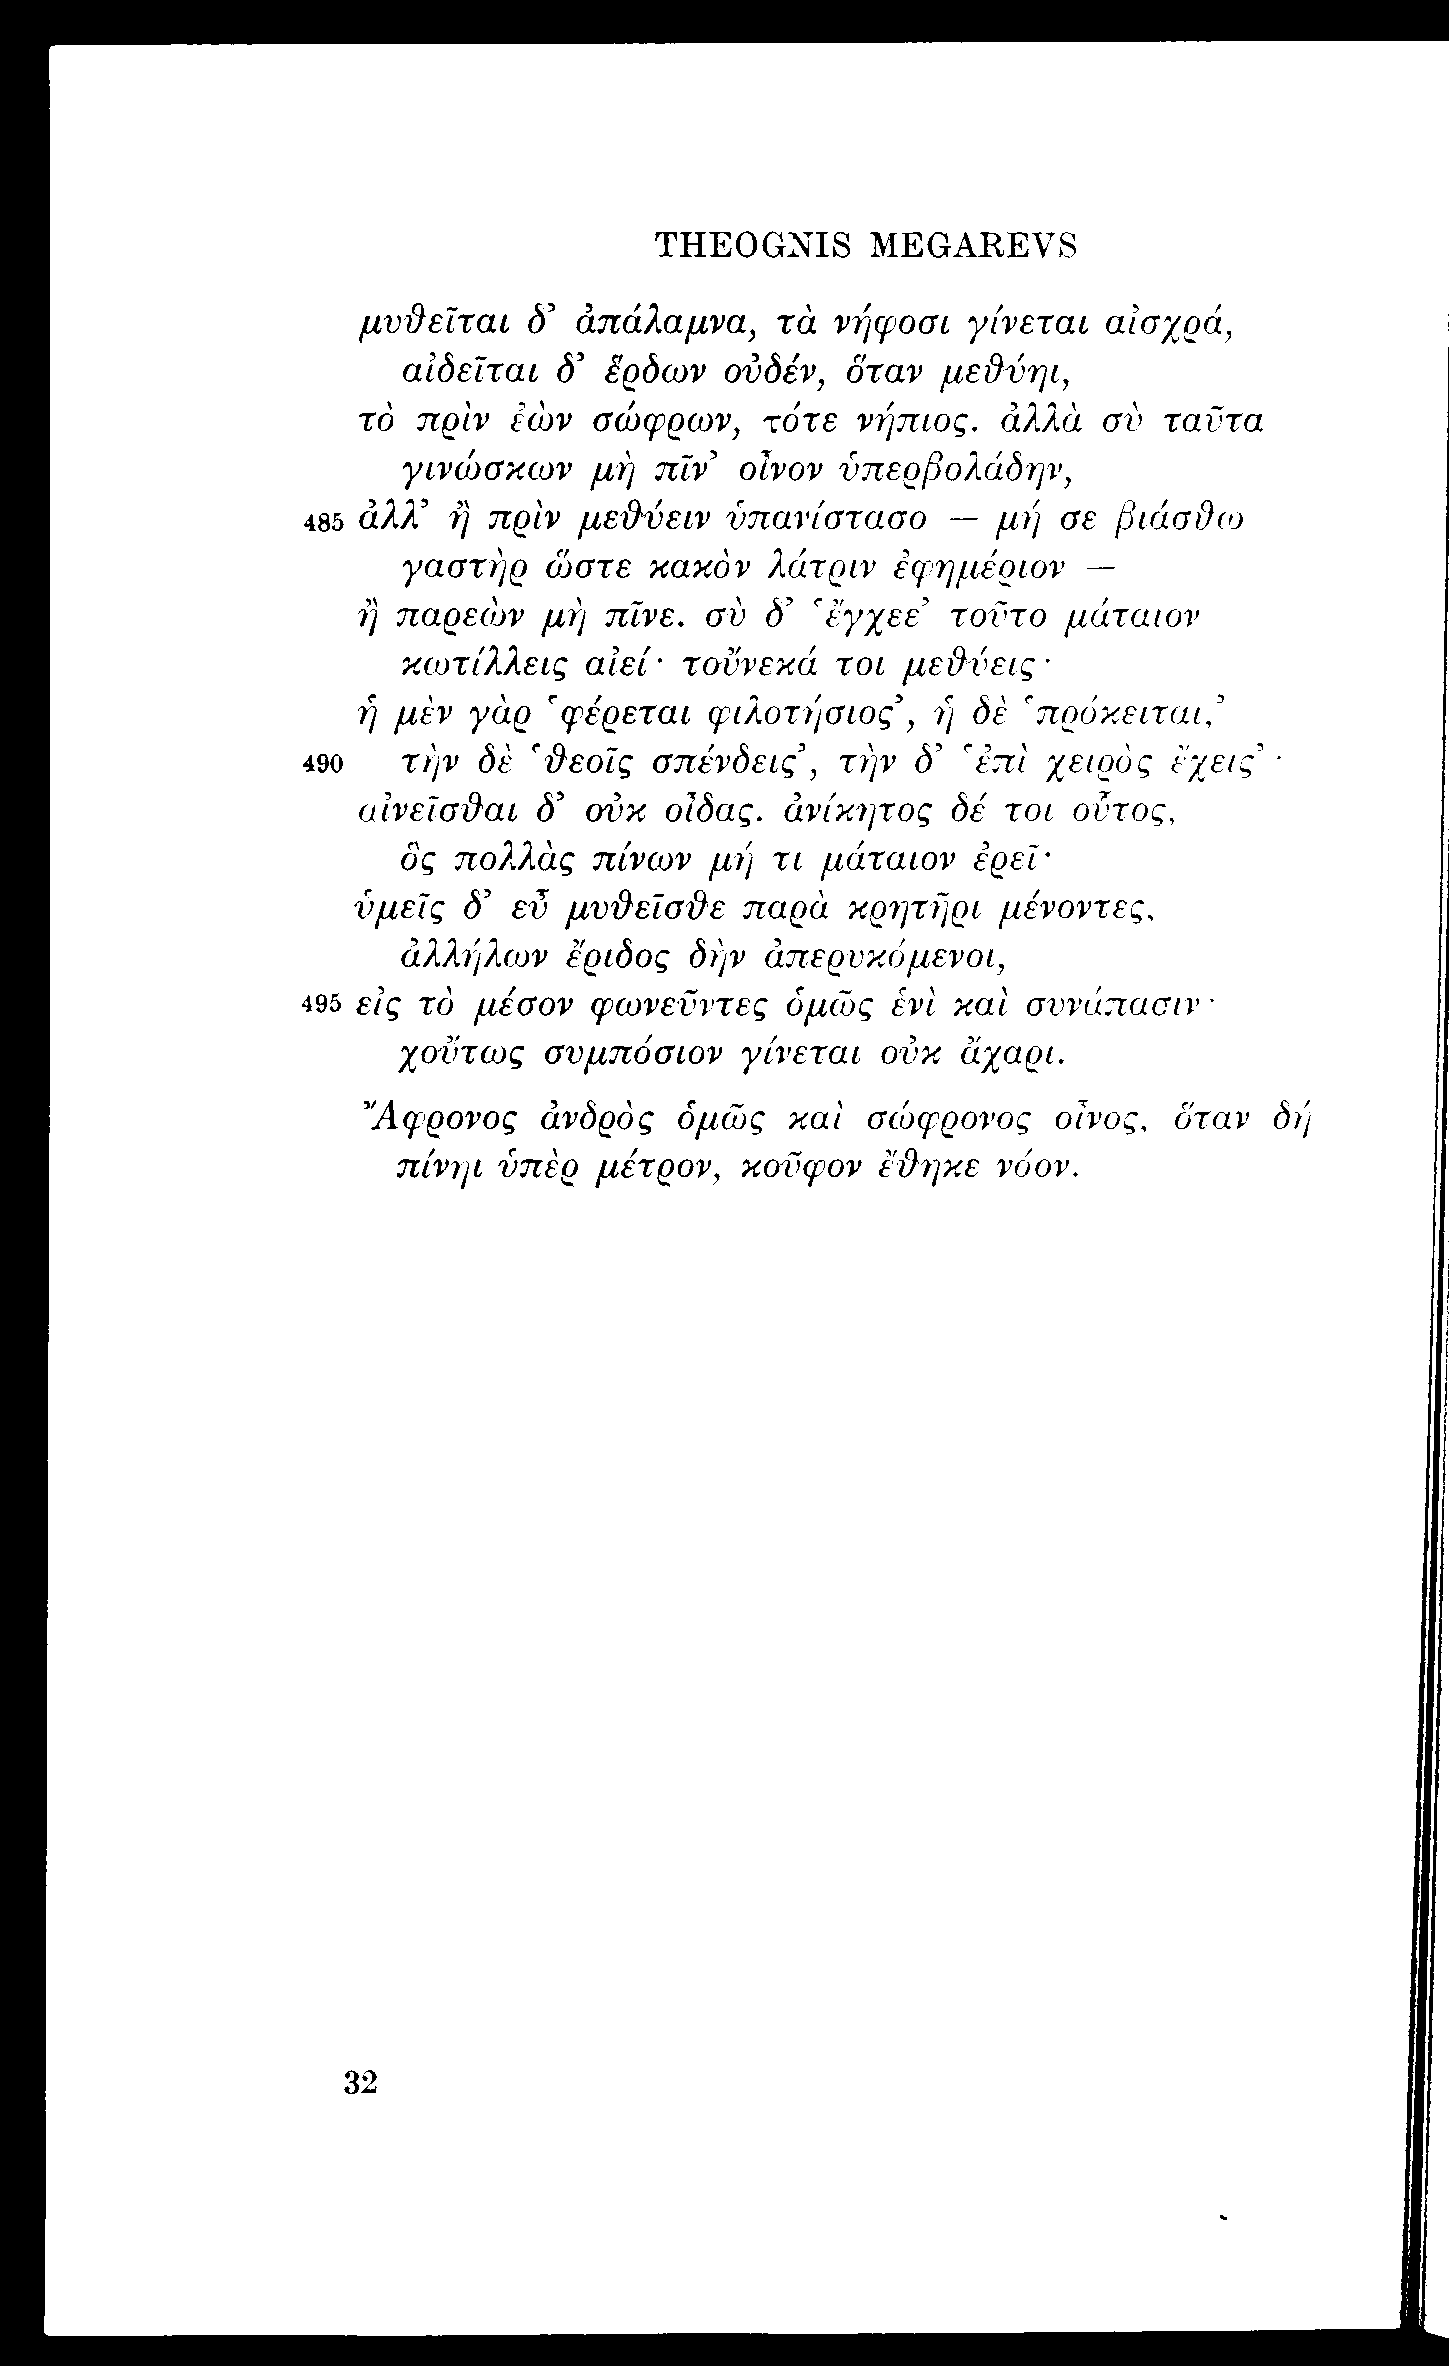 THEOGNIS MEGAREVS
μυθεῖται δ’ ἀπάλαμνα, τὰ νήφοσι γίνεται αἰσχρά,
αἰδεῖται δ’ ἕρδων οὐδέν, ὅταν μεθύηι,
τὸ πρὶν ἐὼν σώφρων, τότε νήπιος. ἀλλὰ σὺ ταῦτα
γινώσκων μὴ πῖν’ οἶνον ὑπερβολάδην,
485 ἀλλ’ ἢ πρὶν μεθύειν ὑπανίστασο — μή σε βιάσθω
γαστὴρ ὥστε κακὸν λάτριν ἐφημέριον —
ἢ παρεὼν μὴ πῖνε. σὺ δ’ ‘ἔγχεε’ τοῦτο μάταιον
κωτίλλεις αἰεί· τοὔνεκά τοι μεθύεις·
ἡ μὲν γὰρ ‘φέρεται φιλοτήσιος’, ἡ δὲ ‘πρόκειται,’
490 τὴν δὲ ‘θεοῖς σπένδεις’, τὴν δ’ ‘ἐπὶ χειρὸς ἔχεις’·
αἰνεῖσθαι δ’ οὐκ οἶδας. ἀνίκητος δέ τοι οὗτος,
ὃς πολλὰς πίνων μή τι μάταιον ἐρεῖ·
ὑμεῖς δ’ εὖ μυθεῖσθε παρὰ κρητῆρι μένοντες,
ἀλλήλων ἔριδος δὴν ἀπερυκόμενοι,
495 εἰς τὸ μέσον φωνεῦντες ὁμῶς ἑνὶ καὶ συνάπασιν·
χοὔτως συμπόσιον γίνεται οὐκ ἄχαρι.
Ἄφρονος ἀνδρὸς ὁμῶς καὶ σώφρονος οἶνος, ὅταν δή
πίνηι ὑπὲρ μέτρον, κοῦφον ἔθηκε νόον.
32